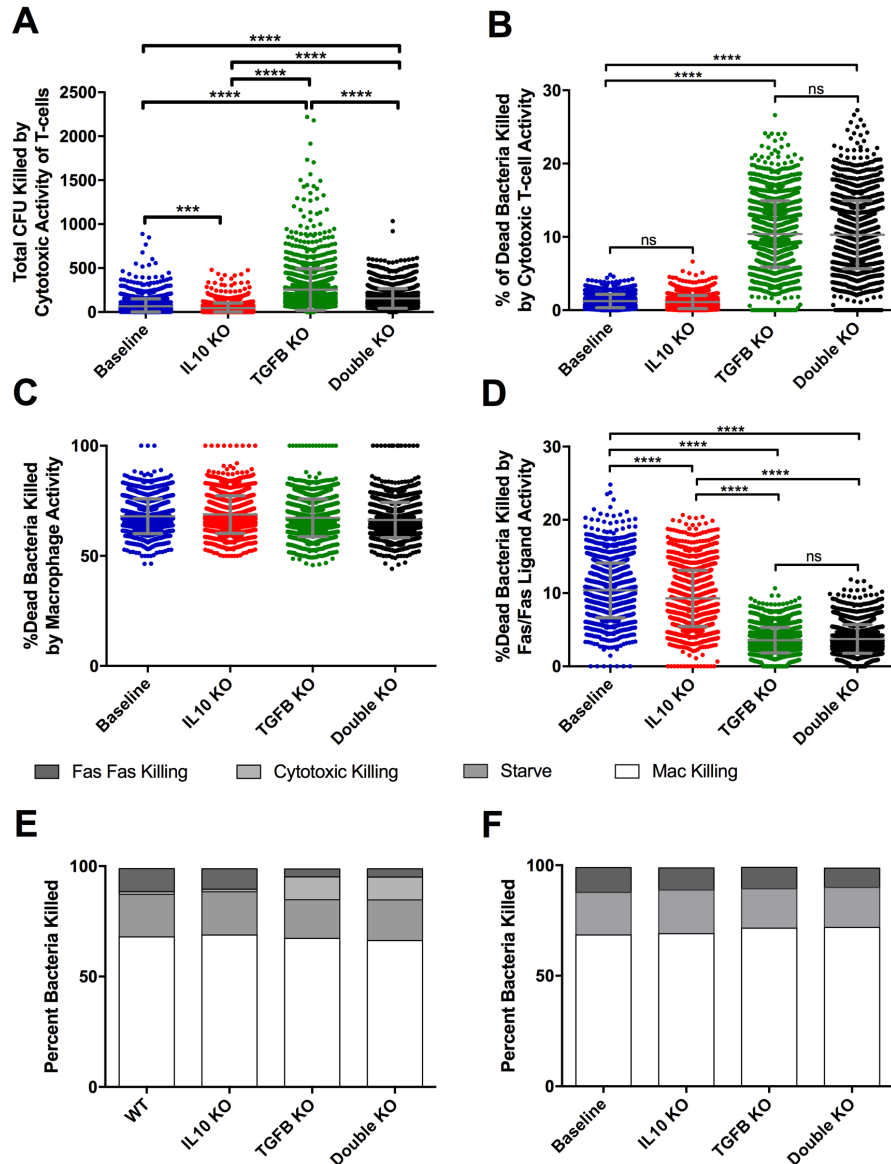 A
****
****
****
****
****
***
Total CFU Killed by
Cytotoxic Activity of T-cells
2500
2000
1500
1000
500
0
Baseline
IL10 KO
TGFB KO
Double KO
B
****
****
ns
ns
% of Dead Bacteria Killed
by Cytotoxic T-cell Activity
30
20
10
0
Baseline
IL10 KO
TGFB KO
Double KO
C
%Dead Bacteria Killed
by Macrophage Activity
100
50
0
Baseline
IL10 KO
TGFB KO
Double KO
D
****
****
****
****
****
ns
%Dead Bacteria Killed by
Fas/Fas Ligand Activity
30
20
10
0
Baseline
IL10 KO
TGFB KO
Double KO
Fas Fas Killing Cytotoxic Killing Starve Mac Killing
E
Percent Bacteria Killed
100
50
0
WT
IL10 KO
TGFB KO
Double KO
F
Percent Bacteria Killed
100
50
0
Baseline
IL10 KO
TGFB KO
Double KO